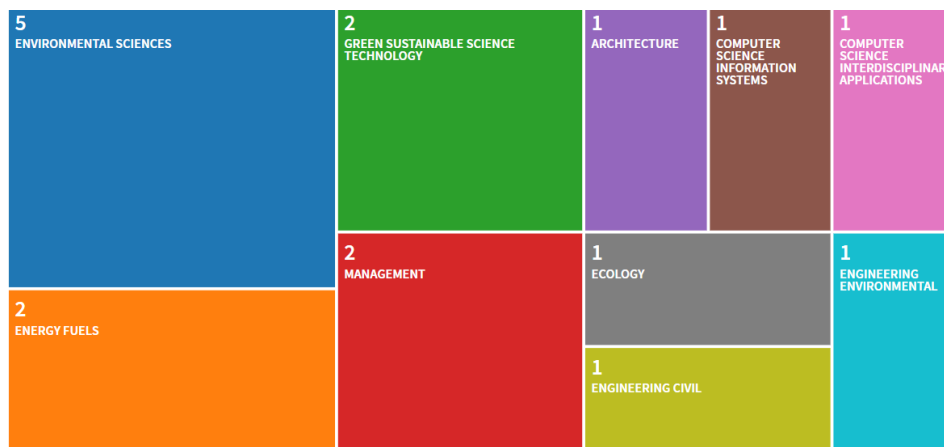 5
ENVIRONMENTAL SCIENCES
2
GREEN SUSTAINABLE SCIENCE
TECHNOLOGY
1
ARCHITECTURE
1
COMPUTER
SCIENCE
INFORMATION
SYSTEMS
1
COMPUTER
SCIENCE
INTERDISCIPLINAR
APPLICATIONS
2
ENERGY FUELS
2
MANAGEMENT
1
ECOLOGY
1
ENGINEERING
ENVIRONMENTAL
1
ENGINEERING CIVIL